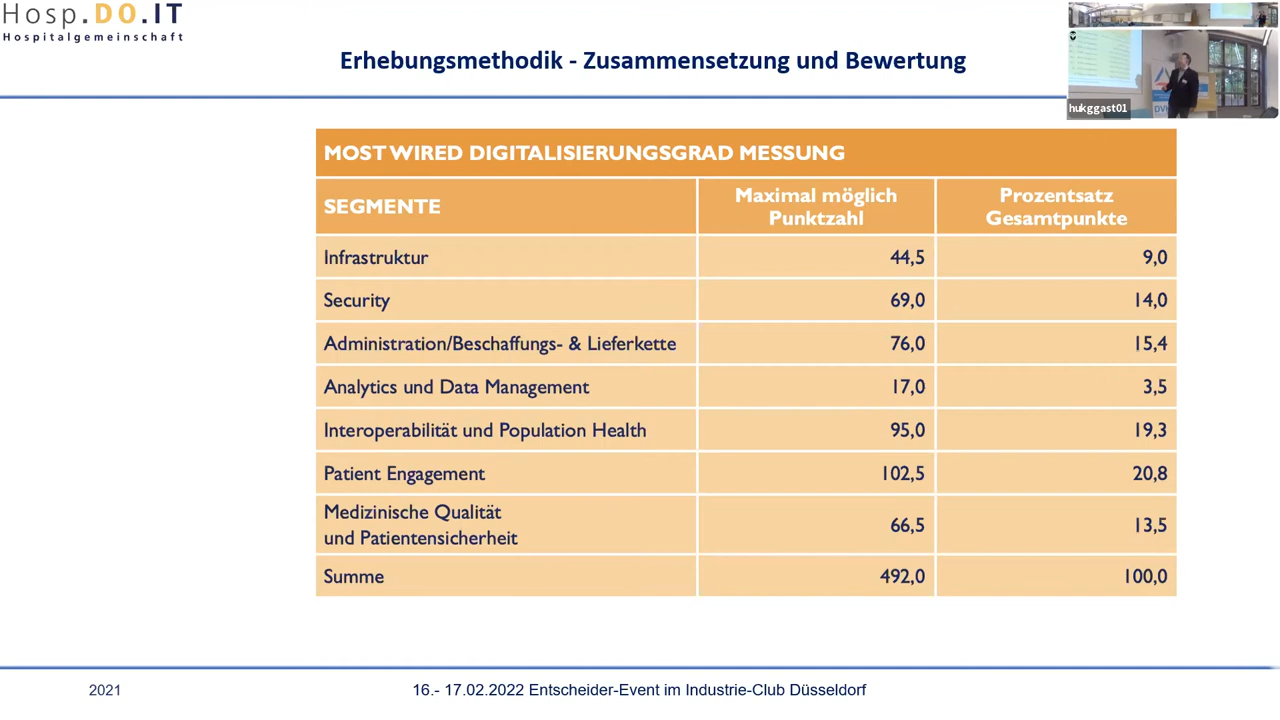 Hosp.DO.IT
Hospitalgemeinschaft
Erhebungsmethodik - Zusammensetzung und Bewertung
hukggast01
MOST WIRED DIGITALISIERUNGSGRAD MESSUNG
SEGMENTE
Maximal möglich
Punktzahl
Prozentsatz
Gesamtpunkte
Infrastruktur 44,5 9,0
Security 69,0 14,0
Administration/Beschaffungs- & Lieferkette 76,0 15,4
Analytics und Data Management 17,0 3,5
Interoperabilität und Population Health 95,0 19,3
Patient Engagement 102,5 20,8
Medizinische Qualität
und Patientensicherheit 66,5 13,5
Summe 492,0 100,0
2021 16.- 17.02.2022 Entscheider-Event im Industrie-Club Düsseldorf